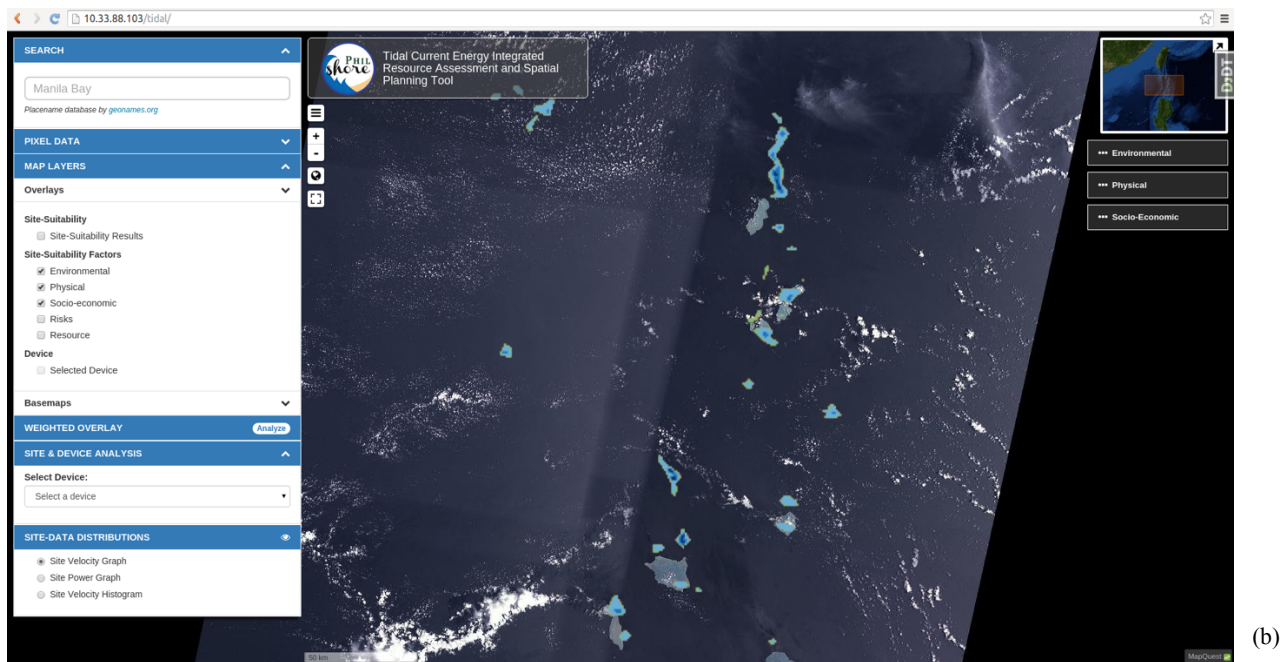 10.33.88.103/tidal/
SEARCH
Manila Bay
Placename database by geonames.org
PIXEL DATA
MAP LAYERS
Overlays
Site-Suitability
Site-Suitability Results
Site-Suitability Factors
Environmental
Physical
Socio-economic
Risks
Resource
Device
Selected Device
Basemaps
WEIGHTED OVERLAY Analyze
SITE & DEVICE ANALYSIS
Select Device:
Select a device
SITE-DATA DISTRIBUTIONS
Site Velocity Graph
Site Power Graph
Site Velocity Histogram
PHIL
shore
Tidal Current Energy Integrated
Resource Assessment and Spatial
Planning Tool
+
-
50 km
DyDT
••• Environmental
••• Physical
••• Socio-Economic
MapQuest
(b)